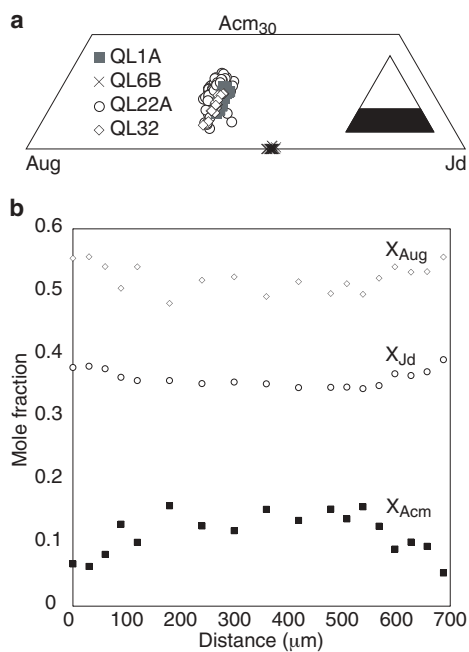 a
Acm30
QL1A
QL6B
QL22A
QL32
Aug
Jd
b
0.6
0.5
0.4
0.3
0.2
0.1
0
Mole fraction
XAug
XJd
XAcm
0 100 200 300 400 500 600 700
Distance (μm)